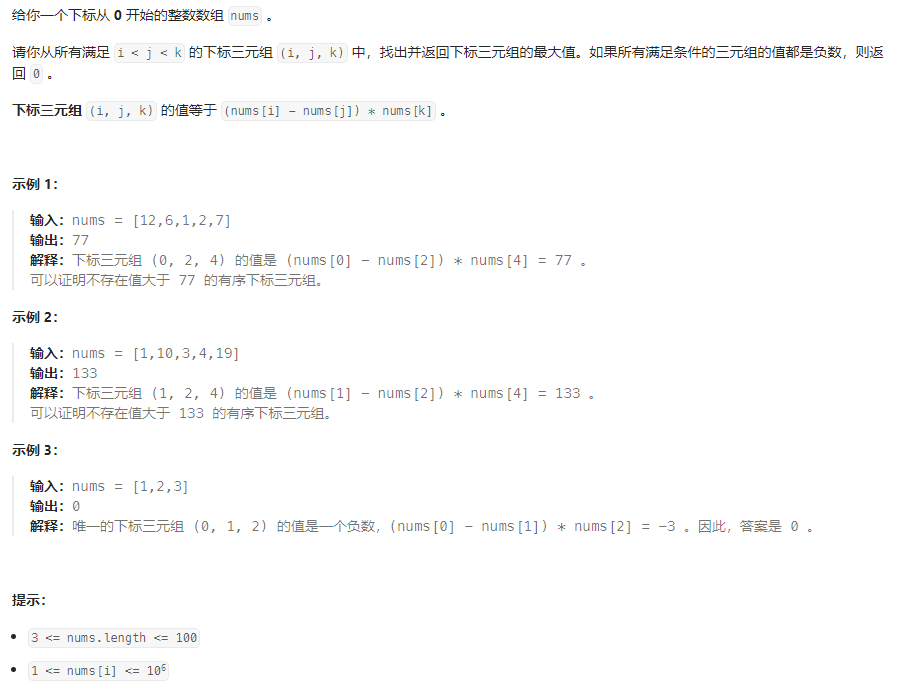 给你一个下标从 0 开始的整数数组 nums 。
请你从所有满足 i < j < k 的下标三元组 (i, j, k) 中，找出并返回下标三元组的最大值。如果所有满足条件的三元组的值都是负数，则返
回 0 。
下标三元组 (i, j, k) 的值等于 (nums[i] - nums[j]) * nums[k] 。
示例 1：
输入：nums = [12,6,1,2,7]
输出：77
解释：下标三元组 (0, 2, 4) 的值是 (nums[0] - nums[2]) * nums[4] = 77 。
可以证明不存在值大于 77 的有序下标三元组。
示例 2：
输入：nums = [1,10,3,4,19]
输出：133
解释：下标三元组 (1, 2, 4) 的值是 (nums[1] - nums[2]) * nums[4] = 133 。
可以证明不存在值大于 133 的有序下标三元组。
示例 3：
输入：nums = [1,2,3]
输出：0
解释：唯一的下标三元组 (0, 1, 2) 的值是一个负数，(nums[0] - nums[1]) * nums[2] = -3 。因此，答案是 0 。
提示：
• 3 <= nums.length <= 100
• 1 <= nums[i] <= 10⁶